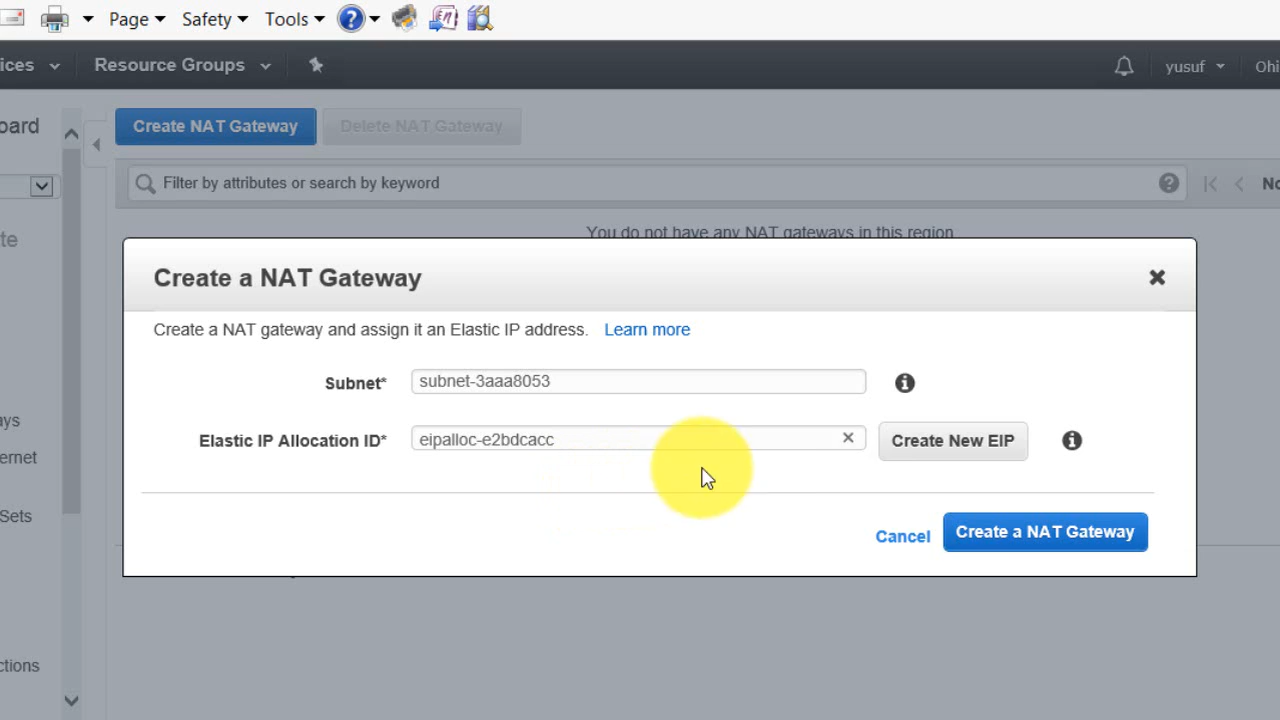 Page Safety Tools
ices Resource Groups yusuf Ohi
oard Create NAT Gateway Delete NAT Gateway
Filter by attributes or search by keyword No
te
You do not have any NAT gateways in this region
Create a NAT Gateway
Create a NAT gateway and assign it an Elastic IP address. Learn more
Subnet* subnet-3aaa8053
ays
Elastic IP Allocation ID* eipalloc-e2bdcacc Create New EIP
ernet
Sets
Cancel Create a NAT Gateway
ctions